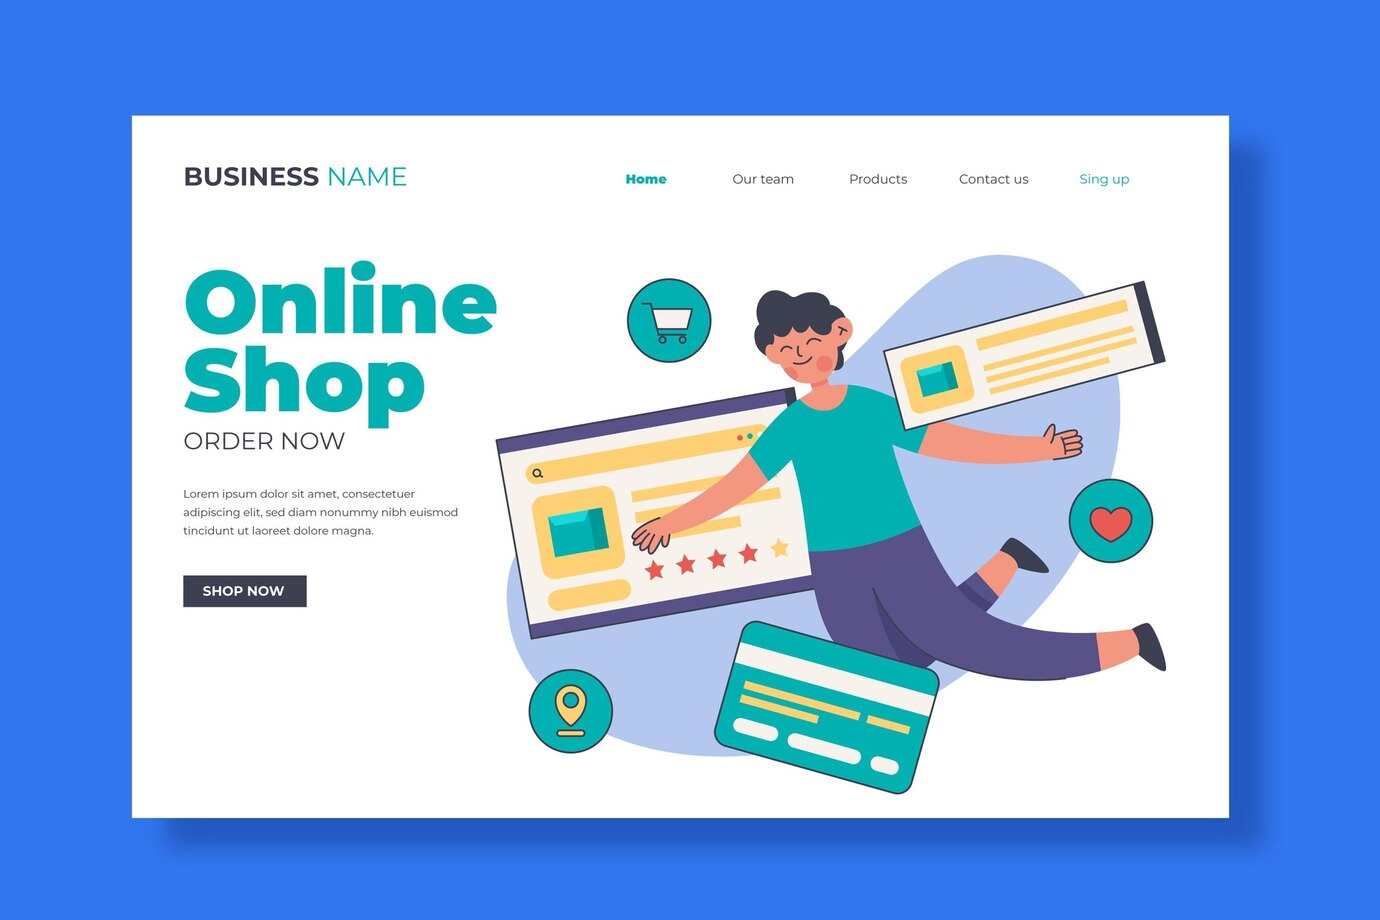 BUSINESS NAME
Home
Our team
Products
Contact us
Sing up
Online
Shop
ORDER NOW
Lorem ipsum dolor sit amet, consectetuer
adipiscing elit, sed diam nonummy nibh euismod
tincidunt ut laoreet dolore magna.
SHOP NOW